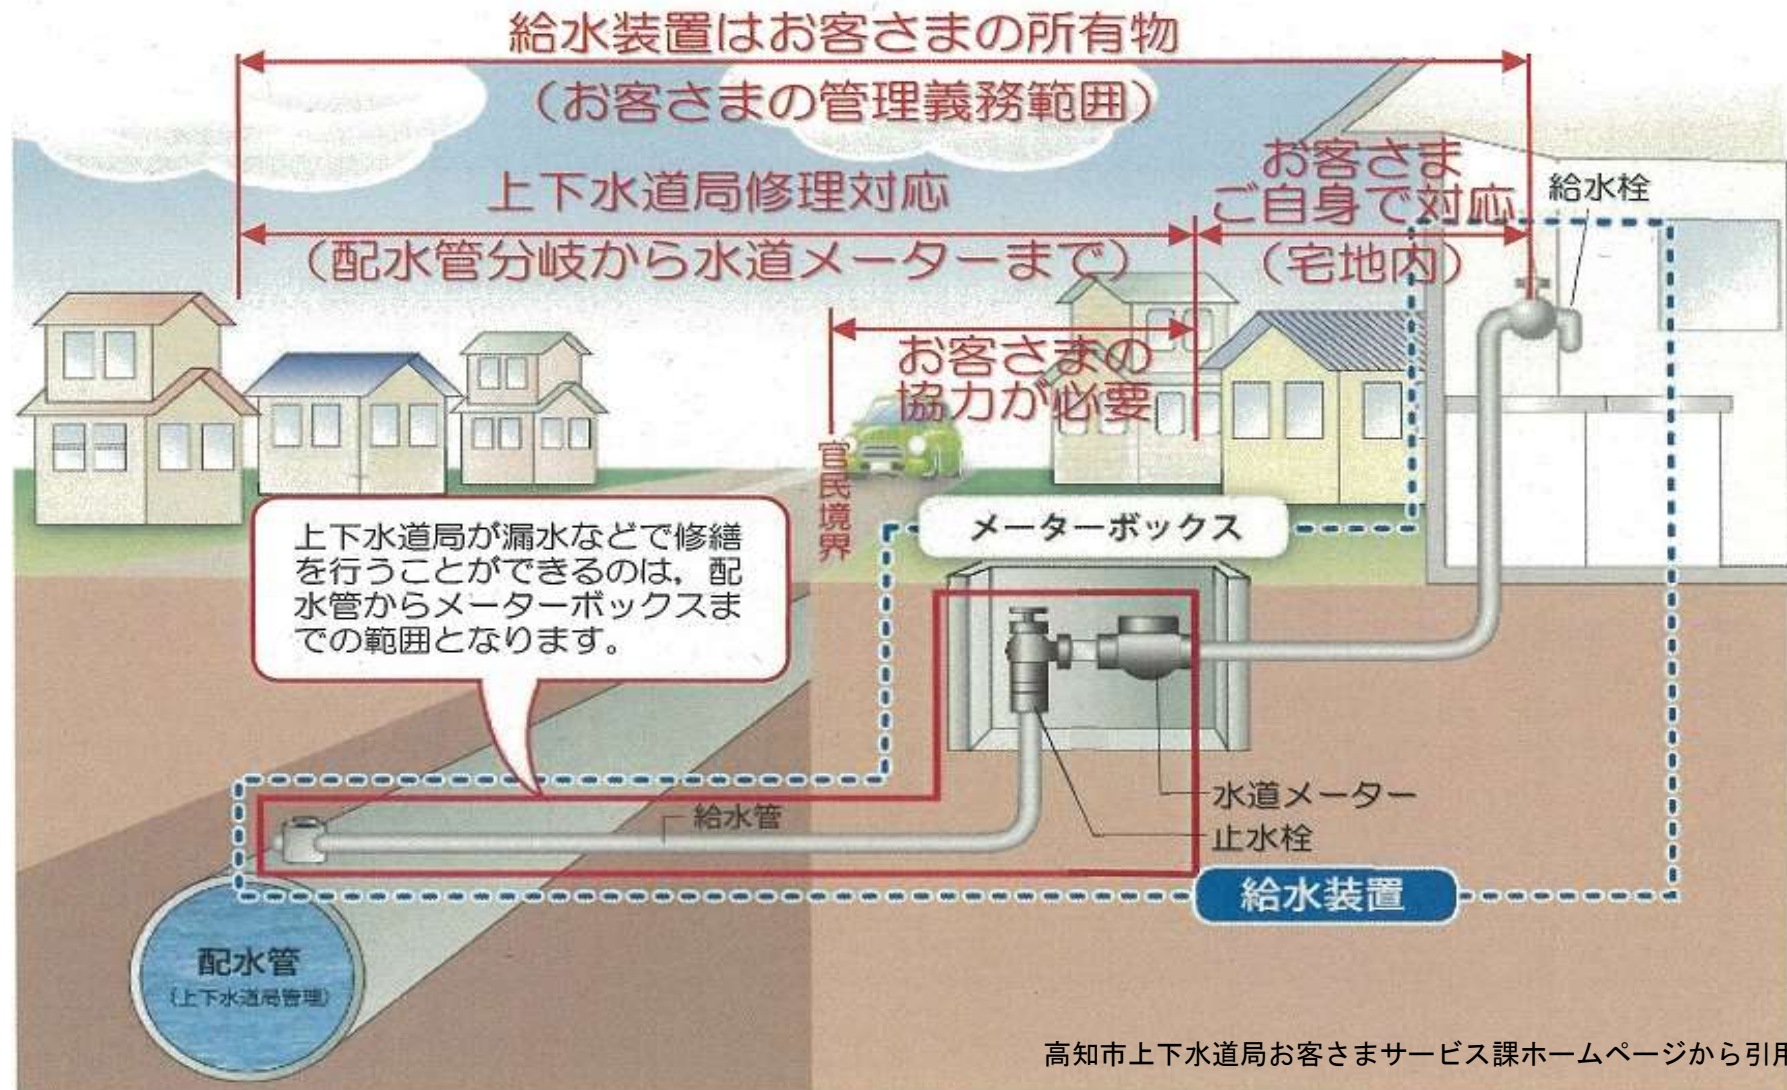 給水装置はお客さまの所有物
（お客さまの管理義務範囲）
上下水道局修理対応
（配水管分岐から水道メーターまで）
お客さま
ご自身で対応
（宅地内）
給水栓
お客さまの
協力が必要
官民境界
メーターボックス
上下水道局が漏水などで修繕
を行うことができるのは，配
水管からメーターボックスま
での範囲となります。
給水管
水道メーター
止水栓
給水装置
配水管
（上下水道局管理）
高知市上下水道局お客さまサービス課ホームページから引用